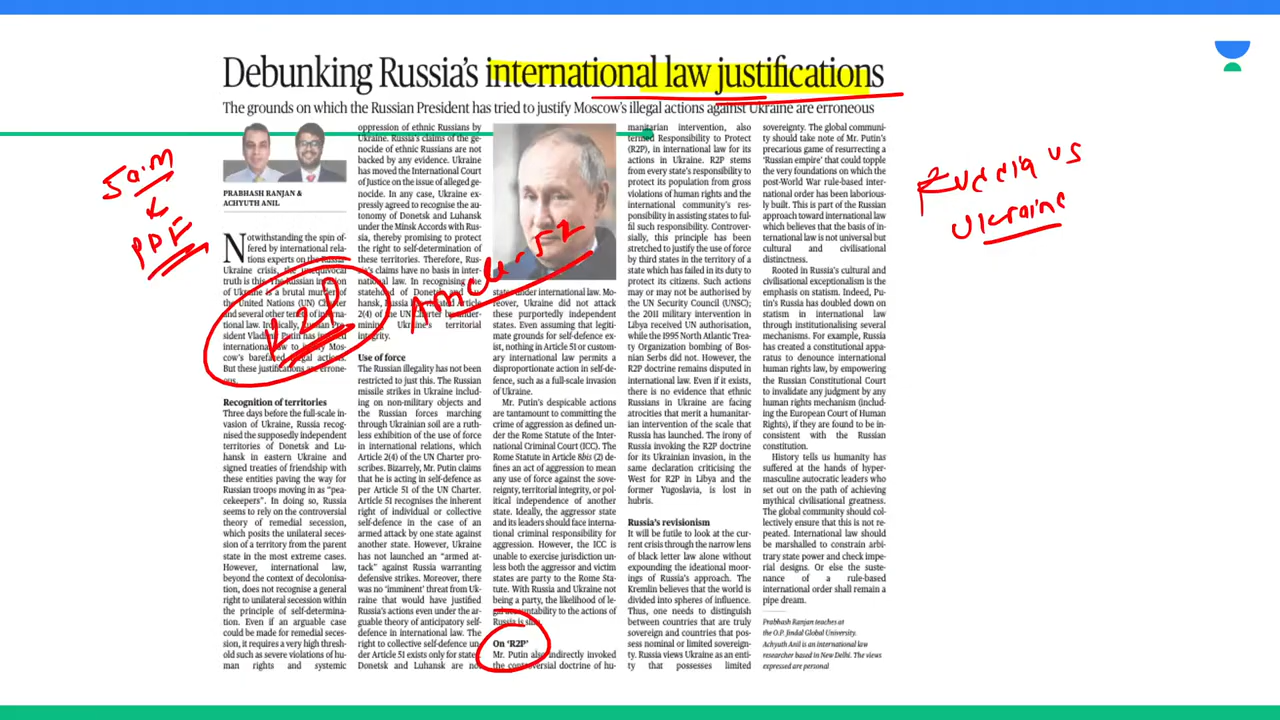 Debunking Russia's international law justifications
The grounds on which the Russian President has tried to justify Moscow's illegal actions against Ukraine are erroneous
PRABHASH RANJAN &
ACHYUTH ANIL
Notwithstanding the spin of-
fered by international rela-
tions experts on the Russia-
Ukraine crisis, the unequivocal
truth is this: the Russian invasion
of Ukraine is a brutal murder of
the United Nations (UN) Charter
and several other tenets of interna-
tional law. Ironically, Russian Pre-
sident Vladimir Putin has
international law to Mos-
cow's barefaced illegal actions.
But these justifications are errone-
ous.
Recognition of territories
Three days before the full-scale in-
vasion of Ukraine, Russia recog-
nised the supposedly independent
territories of Donetsk and Lu-
hansk in eastern Ukraine and
signed treaties of friendship with
these entities paving the way for
Russian troops moving in as "pea-
cekeepers". In doing so, Russia
seems to rely on the controversial
theory of remedial secession,
which posits the unilateral seces-
sion of a territory from the parent
state in the most extreme cases.
However, international law,
beyond the context of decolonisa-
tion, does not recognise a general
right to unilateral secession within
the principle of self-determina-
tion. Even if an arguable case
could be made for remedial seces-
sion, it requires a very high thresh-
old such as severe violations of hu-
man rights and systemic
oppression of ethnic Russians by
Ukraine. Russia's claims of the ge-
nocide of ethnic Russians are
not backed by any evidence. Ukraine
has moved the International Court
of Justice on the issue of alleged ge-
nocide. In any case, Ukraine ex-
pressly agreed to recognise the au-
tonomy of Donetsk and Luhansk
under the Minsk Accords with Rus-
sia, thereby promising to protect
the right to self-determination of
these territories. Therefore, Rus-
sia's claims have no basis in inter-
national law. In recognising the
statehood of Donetsk and Lu-
hansk, Russia Article
2(4) of the UN Charter by under-
mining Ukraine's territorial
integrity.
Use of force
The Russian illegality has not been
restricted to just this. The Russian
missile strikes in Ukraine includ-
ing on non-military objects and
the Russian forces marching
through Ukrainian soil are a ruth-
less exhibition of the use of force
in international relations, which
Article 2(4) of the UN Charter pro-
scribes. Bizarrely, Mr. Putin claims
that he is acting in self-defence as
per Article 51 of the UN Charter.
Article 51 recognises the inherent
right of individual or collective
self-defence in the case of an
armed attack by one state against
another state. However, Ukraine
has not launched an "armed at-
tack" against Russia warranting
defensive strikes. Moreover, there
was no 'imminent' threat from Uk-
raine that would have justified
Russia's actions even under the ar-
guable theory of anticipatory self-
defence in international law. The
right to collective self-defence un-
der Article 51 exists only for states.
Donetsk and Luhansk are not
states under international law. Mo-
reover, Ukraine did not attack
these purportedly independent
states. Even assuming that legiti-
mate grounds for self-defence ex-
ist, nothing in Article 51 or custom-
ary international law permits a
disproportionate action in self-de-
fence, such as a full-scale invasion
of Ukraine.
Mr. Putin's despicable actions
are tantamount to committing the
crime of aggression as defined un-
der the Rome Statute of the Inter-
national Criminal Court (ICC). The
Rome Statute in Article 8bis (2) de-
fines an act of aggression to mean
any use of force against the sove-
reignty, territorial integrity, or pol-
itical independence of another
state. Ideally, the aggressor state
and its leaders should face interna-
tional criminal responsibility for
aggression. However, the ICC is
unable to exercise jurisdiction un-
less both the aggressor and victim
states are party to the Rome Sta-
tute. With Russia and Ukraine not
being a party, the likelihood of le-
gal accountability to the actions of
Russia is slim.
On 'R2P'
Mr. Putin also indirectly invoked
the controversial doctrine of hu-
manitarian intervention, also
termed Responsibility to Protect
(R2P), in international law for its
actions in Ukraine. R2P stems
from every state's responsibility to
protect its population from gross
violations of human rights and the
international community's res-
ponsibility in assisting states to ful-
fil such responsibility. Controver-
sially, this principle has been
stretched to justify the use of force
by third states in the territory of a
state which has failed in its duty to
protect its citizens. Such actions
may or may not be authorised by
the UN Security Council (UNSC);
the 2011 military intervention in
Libya received UN authorisation,
while the 1995 North Atlantic Trea-
ty Organization bombing of Bos-
nian Serbs did not. However, the
R2P doctrine remains disputed in
international law. Even if it exists,
there is no evidence that ethnic
Russians in Ukraine are facing
atrocities that merit a humanitar-
ian intervention of the scale that
Russia has launched. The irony of
Russia invoking the R2P doctrine
for its Ukrainian invasion, in the
same declaration criticising the
West for R2P in Libya and the
former Yugoslavia, is lost in
hubris.
Russia's revisionism
It will be futile to look at the cur-
rent crisis through the narrow lens
of black letter law alone without
expounding the ideational moor-
ings of Russia's approach. The
Kremlin believes that the world is
divided into spheres of influence.
Thus, one needs to distinguish
between countries that are truly
sovereign and countries that pos-
sess nominal or limited sovereign-
ty. Russia views Ukraine as an enti-
ty that possesses limited
sovereignty. The global communi-
ty should take note of Mr. Putin's
precarious game of resurrecting a
'Russian empire' that could topple
the very foundations on which the
post-World War rule-based inter-
national order has been laborious-
ly built. This is part of the Russian
approach toward international law
which believes that the basis of in-
ternational law is not universal but
cultural and civilisational
distinctness.
Rooted in Russia's cultural and
civilisational exceptionalism is the
emphasis on statism. Indeed, Pu-
tin's Russia has doubled down on
statism in international law
through institutionalising several
mechanisms. For example, Russia
has created a constitutional appa-
ratus to denounce international
human rights law, by empowering
the Russian Constitutional Court
to invalidate any judgment by any
human rights mechanism (includ-
ing the European Court of Human
Rights), if they are found to be in-
consistent with the Russian
constitution.
History tells us humanity has
suffered at the hands of hyper-
masculine autocratic leaders who
set out on the path of achieving
mythical civilisational greatness.
The global community should col-
lectively ensure that this is not re-
peated. International law should
be marshalled to constrain arbi-
trary state power and check impe-
rial designs. Or else the suste-
nance of a rule-based
international order shall remain a
pipe dream.
Prabhash Ranjan teaches at
the O.P. Jindal Global University.
Achyuth Anil is an international law
researcher based in New Delhi. The views
expressed are personal
R2P
Russia vs
Ukraine